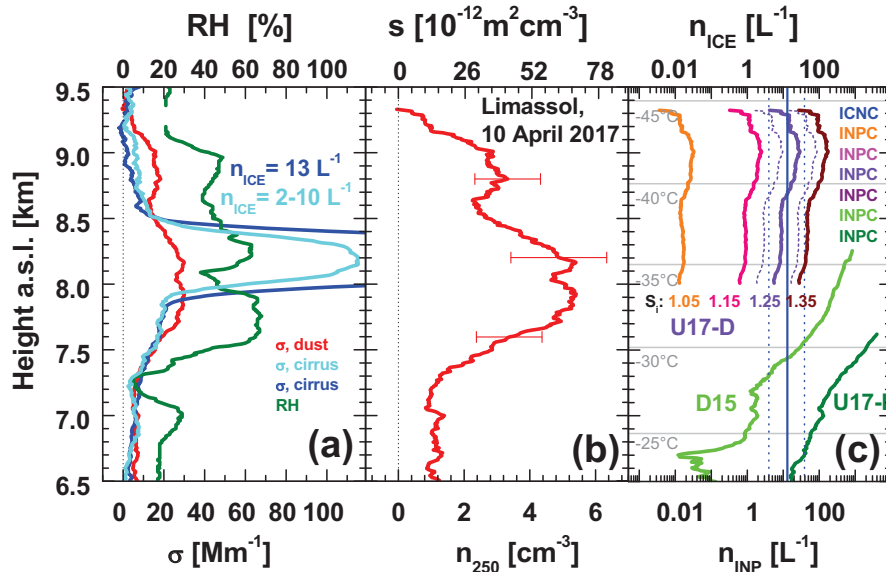 RH [%]
s [10⁻¹²m²cm⁻³]
n_ICE [L⁻¹]
0 20 40 60 80 100
0 26 52 78
0.01 1 100
9.5
9.0
8.5
8.0
7.5
7.0
6.5
Height a.s.l. [km]
n_ICE = 13 L⁻¹
n_ICE = 2-10 L⁻¹
σ, dust
σ, cirrus
σ, cirrus
RH
(a)
Limassol,
10 April 2017
(b)
-45°C
-40°C
-35°C
-30°C
-25°C
ICNC
INPC
INPC
INPC
INPC
INPC
INPC
S_i: 1.05 1.15 1.25 1.35
U17-D
D15
(c)
0 20 40 60 80 100
0 2 4 6
0.01 1 100
σ [Mm⁻¹]
n₂₅₀ [cm⁻³]
n_INP [L⁻¹]